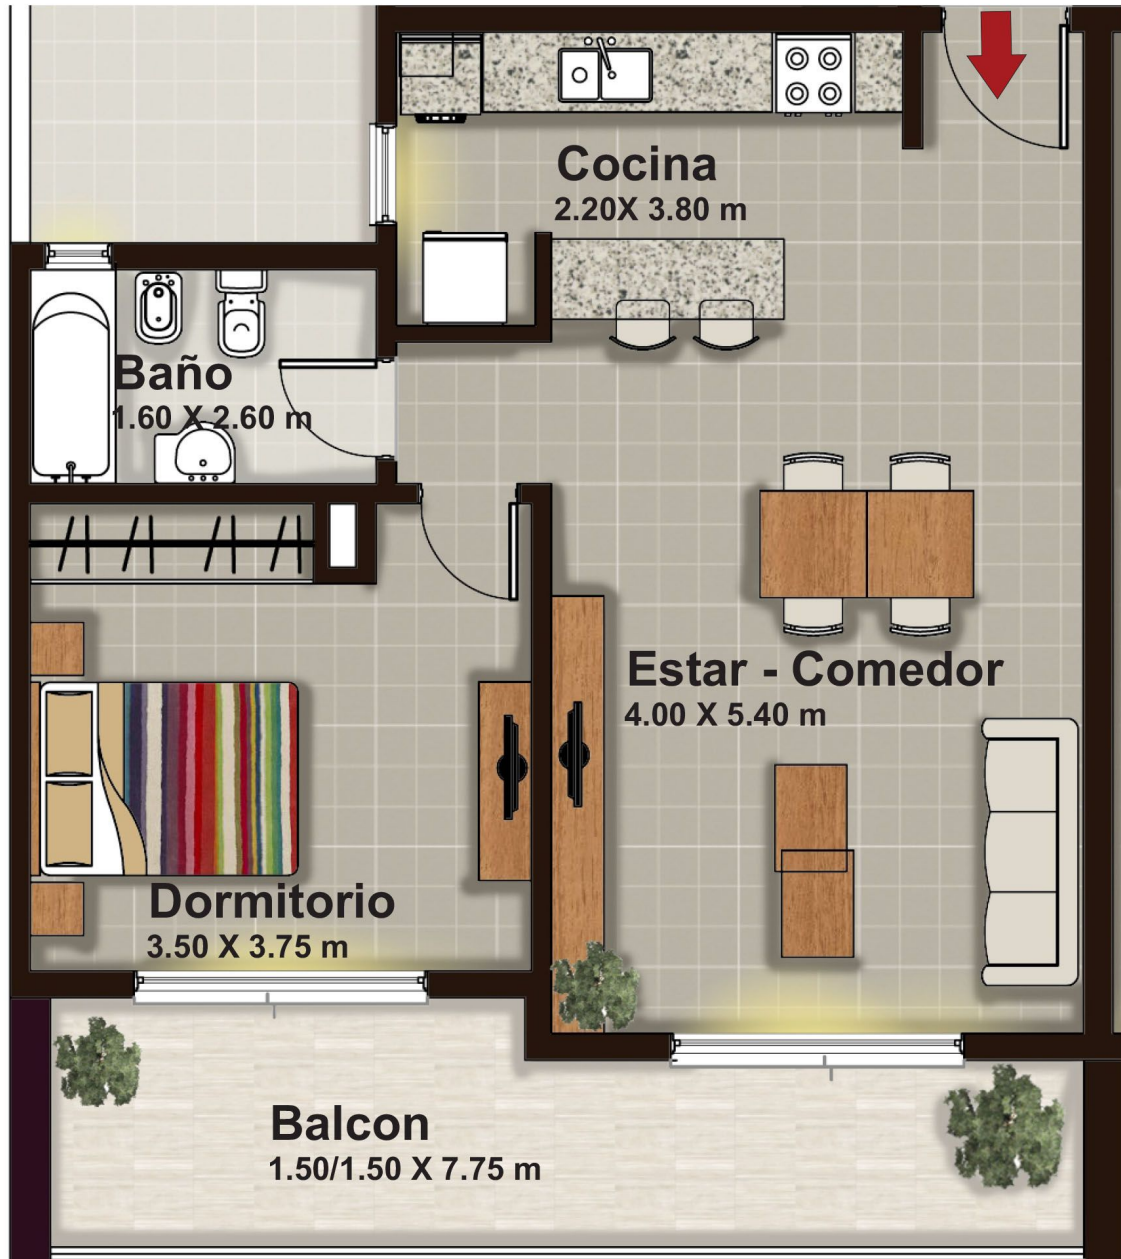 Cocina
2.20X 3.80 m
Baño
1.60 X 2.60 m
Estar - Comedor
4.00 X 5.40 m
Dormitorio
3.50 X 3.75 m
Balcon
1.50/1.50 X 7.75 m